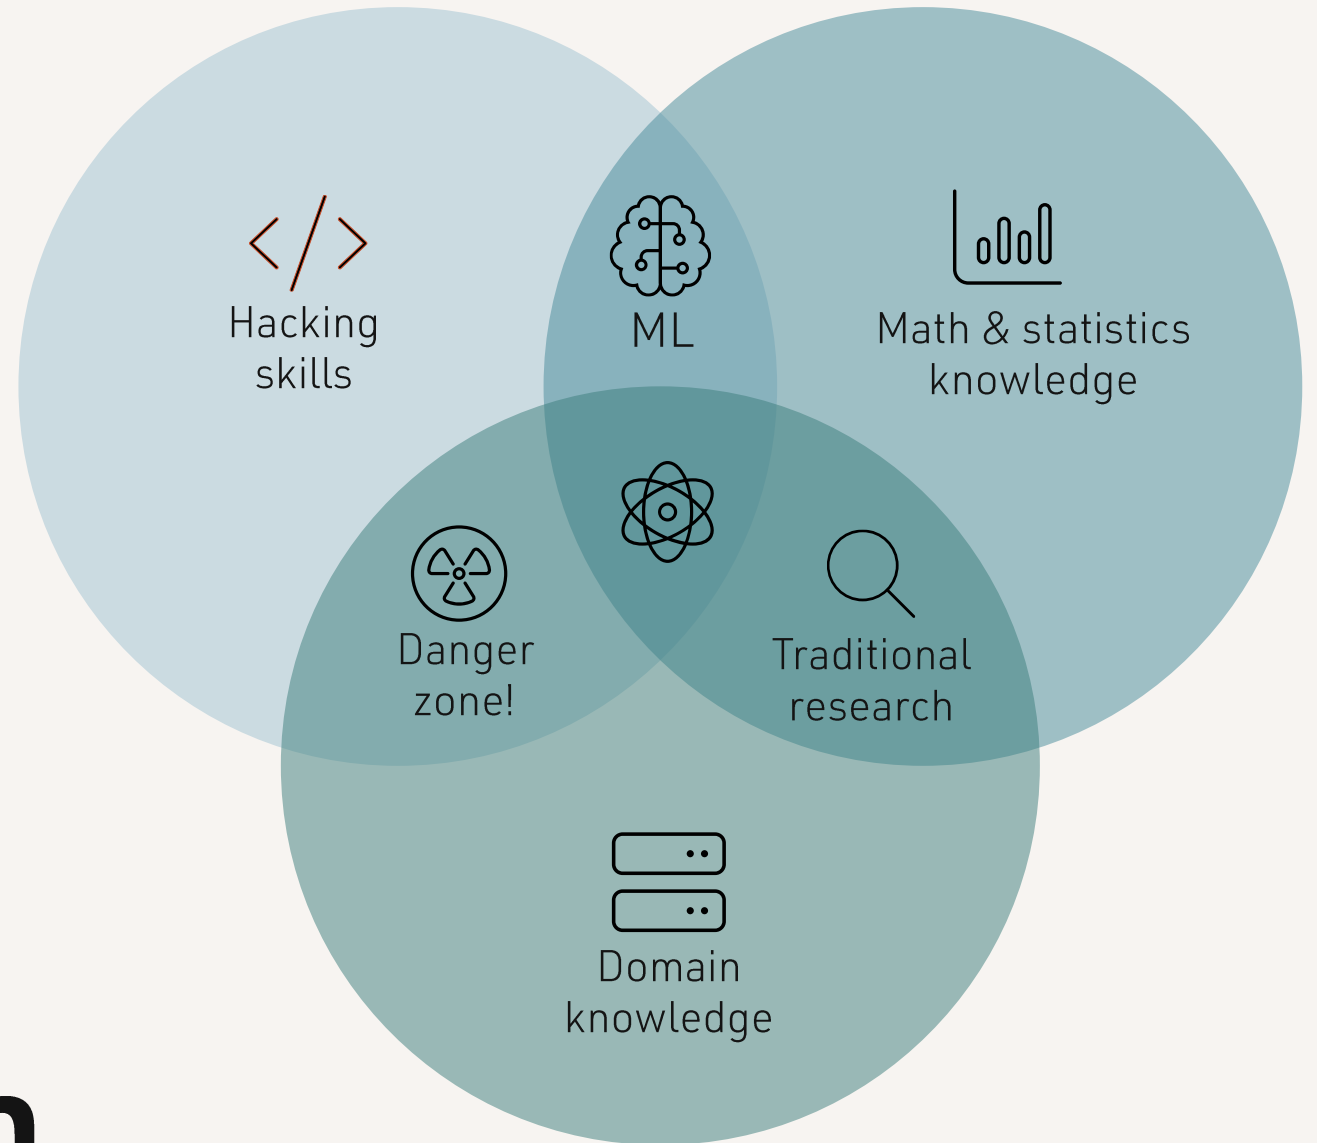 Hacking
skills
ML
Math & statistics
knowledge
Danger
zone!
Traditional
research
Domain
knowledge